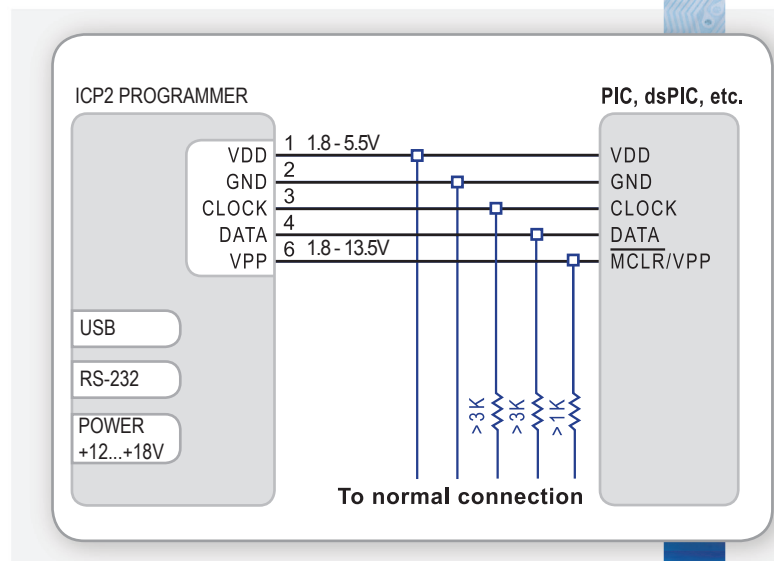 ICP2 PROGRAMMER
PIC, dsPIC, etc.
VDD 1 1.8 - 5.5V VDD
GND 2 GND
CLOCK 3 CLOCK
DATA 4 DATA
VPP 6 1.8 - 13.5V MCLR/VPP
USB
RS-232
POWER
+12...+18V
>3K
>3K
>1K
To normal connection